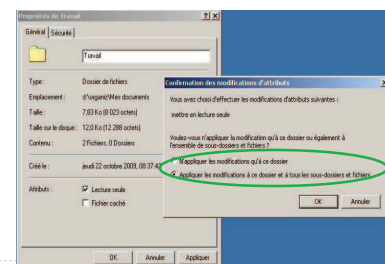 Propriétés de Travail
Général
Sécurité
Travail
Type :
Dossier de fichiers
Emplacement :
d:\organiz\Mes documents
Taille :
7,83 Ko (8 023 octets)
Taille sur le disque :
12,0 Ko (12 288 octets)
Contenu :
2 Fichiers, 0 Dossiers
Créé le :
jeudi 22 octobre 2009, 08:37:43
Attributs :
Lecture seule
Fichier caché
OK
Annuler
Appliquer
Confirmation des modifications d'attributs
Vous avez choisi d'effectuer les modifications d'attributs suivantes :
mettre en lecture seule
Voulez-vous n'appliquer la modification qu'à ce dossier ou également à
l'ensemble de sous-dossiers et fichiers ?
N'appliquer les modifications qu'à ce dossier
Appliquer les modifications à ce dossier et à tous les sous-dossiers et fichiers
OK
Annuler